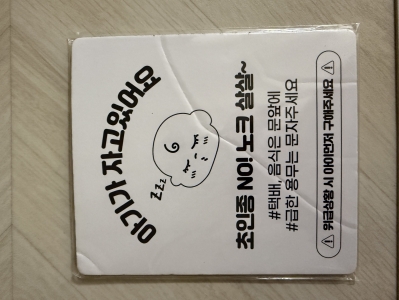 아기가 자고있어요
zzz
초인종 NO! 노크 살살~
#택배, 음식은 문앞에
#급한 용무는 문자주세요
⚠ 위급상황 시 아이먼저 구해주세요 ⚠